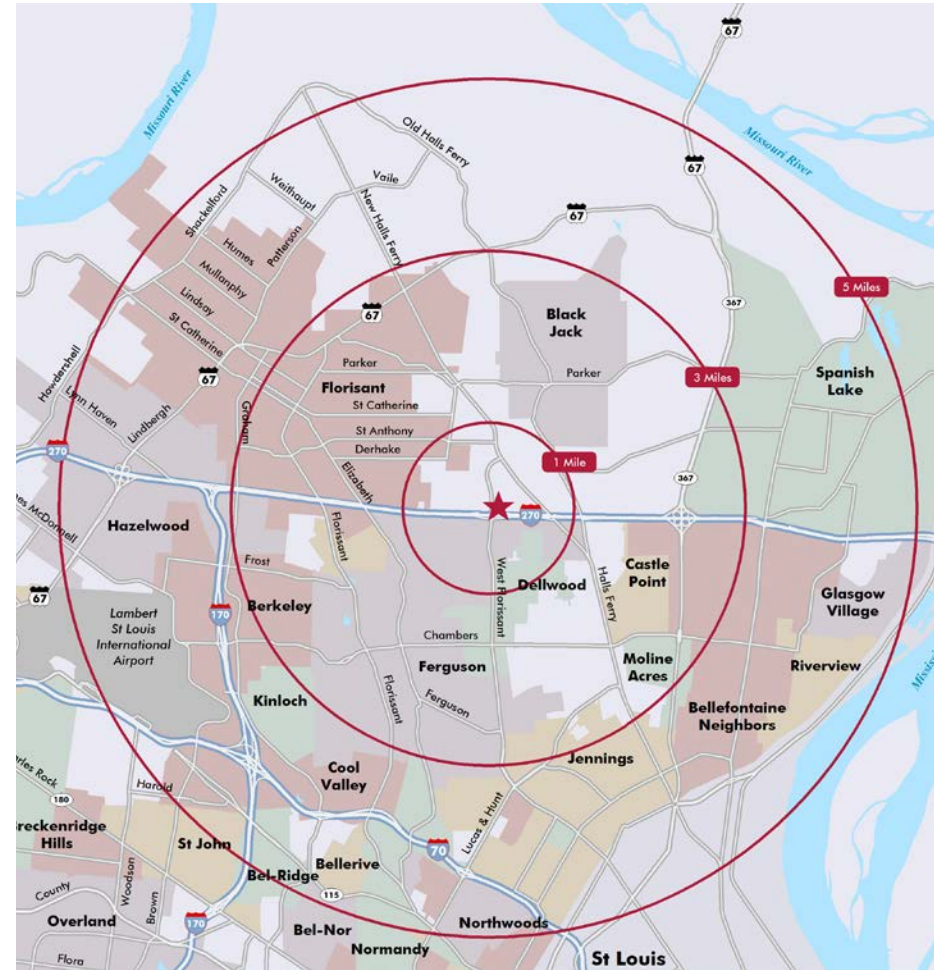 67
Missouri River
Old Halls Ferry
Missouri River
Vaile
Weithaupt
67
Shackelford
New Halls Ferry
Patterson
67
Humes
Mullanphy
5 Miles
Lindsay
367
67
Black
Jack
St Catherine
Howdershell
Parker
Parker
3 Miles
Spanish
Lake
67
Florisant
Lynn Haven
Lindbergh
Graham
St Catherine
St Anthony
Derhake
270
1 Mile
Elizabeth
367
McDonnell
270
Hazelwood
Florissant
Frost
West Florissant
Dellwood
Halls Ferry
Castle
Point
67
Lambert
St Louis
International
Airport
170
Berkeley
Glasgow
Village
Chambers
Ferguson
Moline
Acres
Riverview
Kinloch
Florissant
Ferguson
Bellefontaine
Neighbors
Jennings
Cool
Valley
Rock
Harold
180
Lucas & Hunt
Hills
St John
70
Bellerive
Bel-Ridge
Woodson
115
County
Brown
Overland
170
Bel-Nor
Northwoods
Normandy
St Louis
Flora